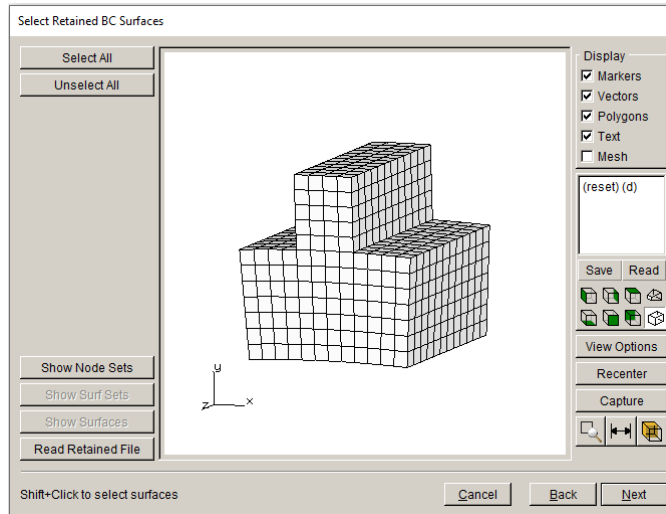 Select Retained BC Surfaces
Select All
Unselect All
Show Node Sets
Show Surf Sets
Show Surfaces
Read Retained File
y
z
x
Display
Markers
Vectors
Polygons
Text
Mesh
(reset) (d)
Save Read
View Options
Recenter
Capture
Shift+Click to select surfaces
Cancel Back Next